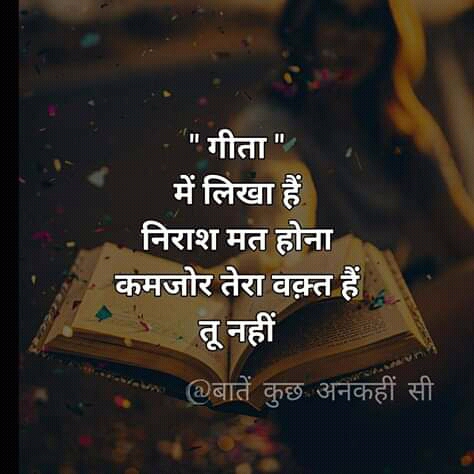 " गीता "
में लिखा हैं
निराश मत होना
कमजोर तेरा वक़्त हैं
तू नहीं
@बातें कुछ अनकहीं सी